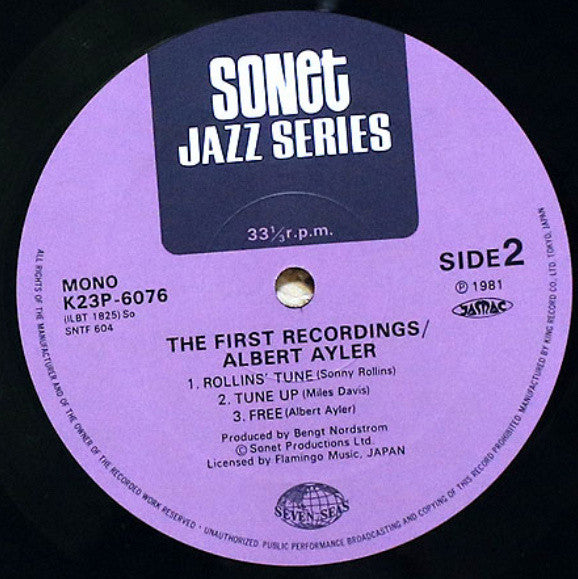 SONet
JAZZ SERIES
33⅓r.p.m.
SIDE 2
MONO
K23P-6076
(ILBT 1825) So
SNTF 604
Ⓟ 1981
JASRAC
THE FIRST RECORDINGS/
ALBERT AYLER
1. ROLLINS' TUNE (Sonny Rollins)
2. TUNE UP (Miles Davis)
3. FREE (Albert Ayler)
Produced by Bengt Nordstrom
© Sonet Productions Ltd.
Licensed by Flamingo Music, JAPAN
SEVEN SEAS
ALL RIGHTS OF THE MANUFACTURER AND OF THE OWNER OF THE RECORDED WORK RESERVED · UNAUTHORIZED PUBLIC PERFORMANCE BROADCASTING AND COPYING OF THIS RECORD PROHIBITED. MANUFACTURED BY KING RECORD CO., LTD. TOKYO, JAPAN